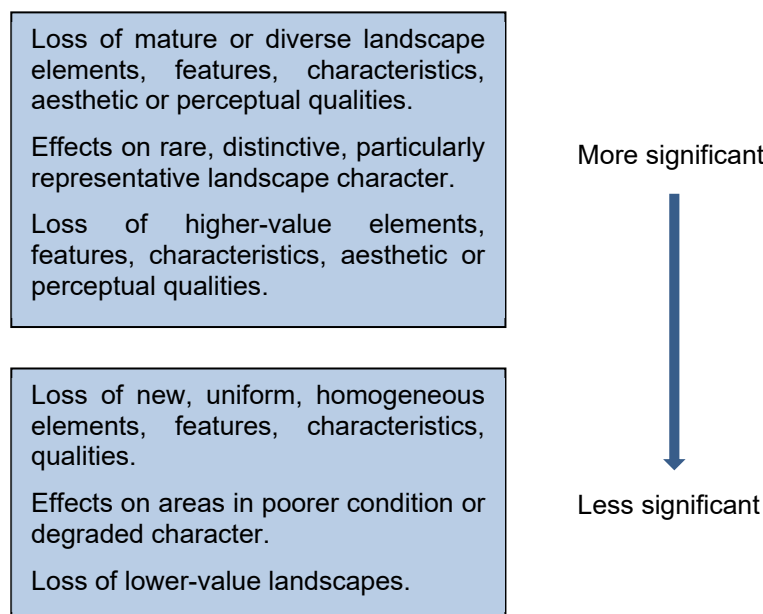 Loss of mature or diverse landscape
elements, features, characteristics,
aesthetic or perceptual qualities.
Effects on rare, distinctive, particularly
representative landscape character.
Loss of higher-value elements,
features, characteristics, aesthetic or
perceptual qualities.
More significant
Loss of new, uniform, homogeneous
elements, features, characteristics,
qualities.
Effects on areas in poorer condition or
degraded character.
Loss of lower-value landscapes.
Less significant